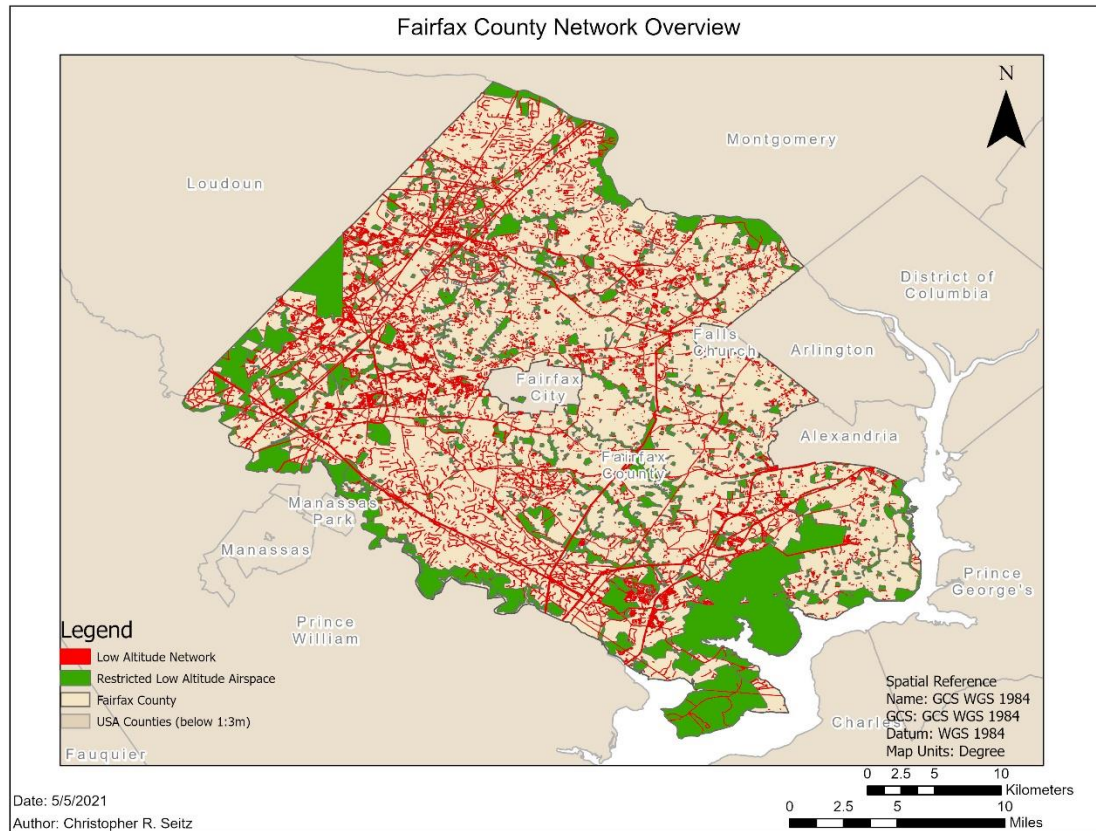 Fairfax County Network Overview
N
Montgomery
Loudoun
District of
Columbia
Falls
Church
Arlington
Fairfax
City
Alexandria
Fairfax
County
Manassas
Park
Manassas
Prince
George's
Prince
William
Legend
Low Altitude Network
Restricted Low Altitude Airspace
Fairfax County
USA Counties (below 1:3m)
Fauquier
Charles
Spatial Reference
Name: GCS WGS 1984
GCS: GCS WGS 1984
Datum: WGS 1984
Map Units: Degree
0 2.5 5 10
Kilometers
0 2.5 5 10
Miles
Date: 5/5/2021
Author: Christopher R. Seitz